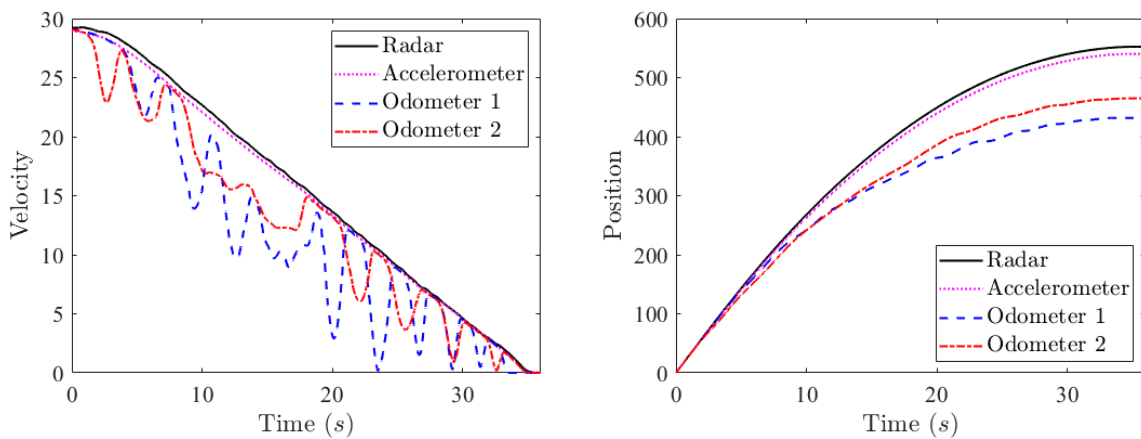 30
25
20
15
10
5
0
Velocity
0 10 20 30
Time (s)
Radar
Accelerometer
Odometer 1
Odometer 2
600
500
400
300
200
100
0
Position
0 10 20 30
Time (s)
Radar
Accelerometer
Odometer 1
Odometer 2